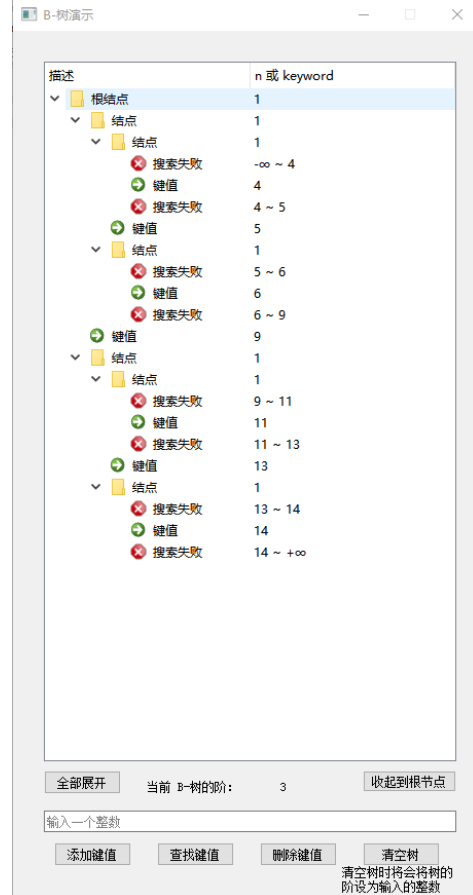 B-树演示
描述 n 或 keyword
根结点 1
结点 1
结点 1
搜索失败 -∞ ~ 4
键值 4
搜索失败 4 ~ 5
键值 5
结点 1
搜索失败 5 ~ 6
键值 6
搜索失败 6 ~ 9
键值 9
结点 1
结点 1
搜索失败 9 ~ 11
键值 11
搜索失败 11 ~ 13
键值 13
结点 1
搜索失败 13 ~ 14
键值 14
搜索失败 14 ~ +∞
全部展开 当前 B-树的阶: 3 收起到根节点
输入一个整数
添加键值 查找键值 删除键值 清空树
清空树时将会将树的
阶设为输入的整数